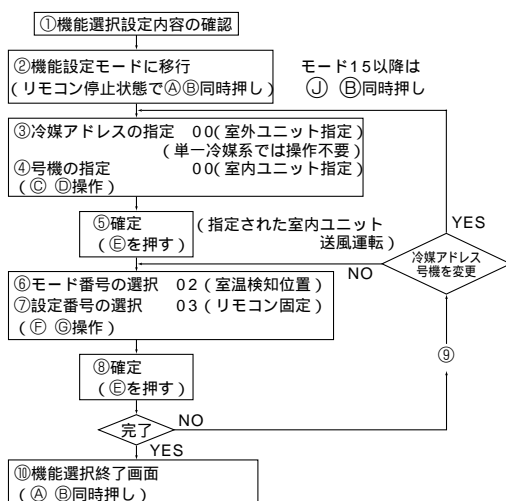 ①機能選択設定内容の確認
②機能設定モードに移行
(リモコン停止状態でⒶⒷ同時押し)
モード15以降は
Ⓙ Ⓑ同時押し
③冷媒アドレスの指定 00(室外ユニット指定)
(単一冷媒系では操作不要)
④号機の指定 00(室内ユニット指定)
(Ⓒ Ⓓ操作)
⑤確定
(Ⓔを押す)
(指定された室内ユニット
送風運転)
YES
NO
冷媒アドレス
号機を変更
⑥モード番号の選択 02(室温検知位置)
⑦設定番号の選択 03(リモコン固定)
(Ⓕ Ⓖ操作)
⑧確定
(Ⓔを押す)
⑨
完了
NO
YES
⑩機能選択終了画面
(Ⓐ Ⓑ同時押し)